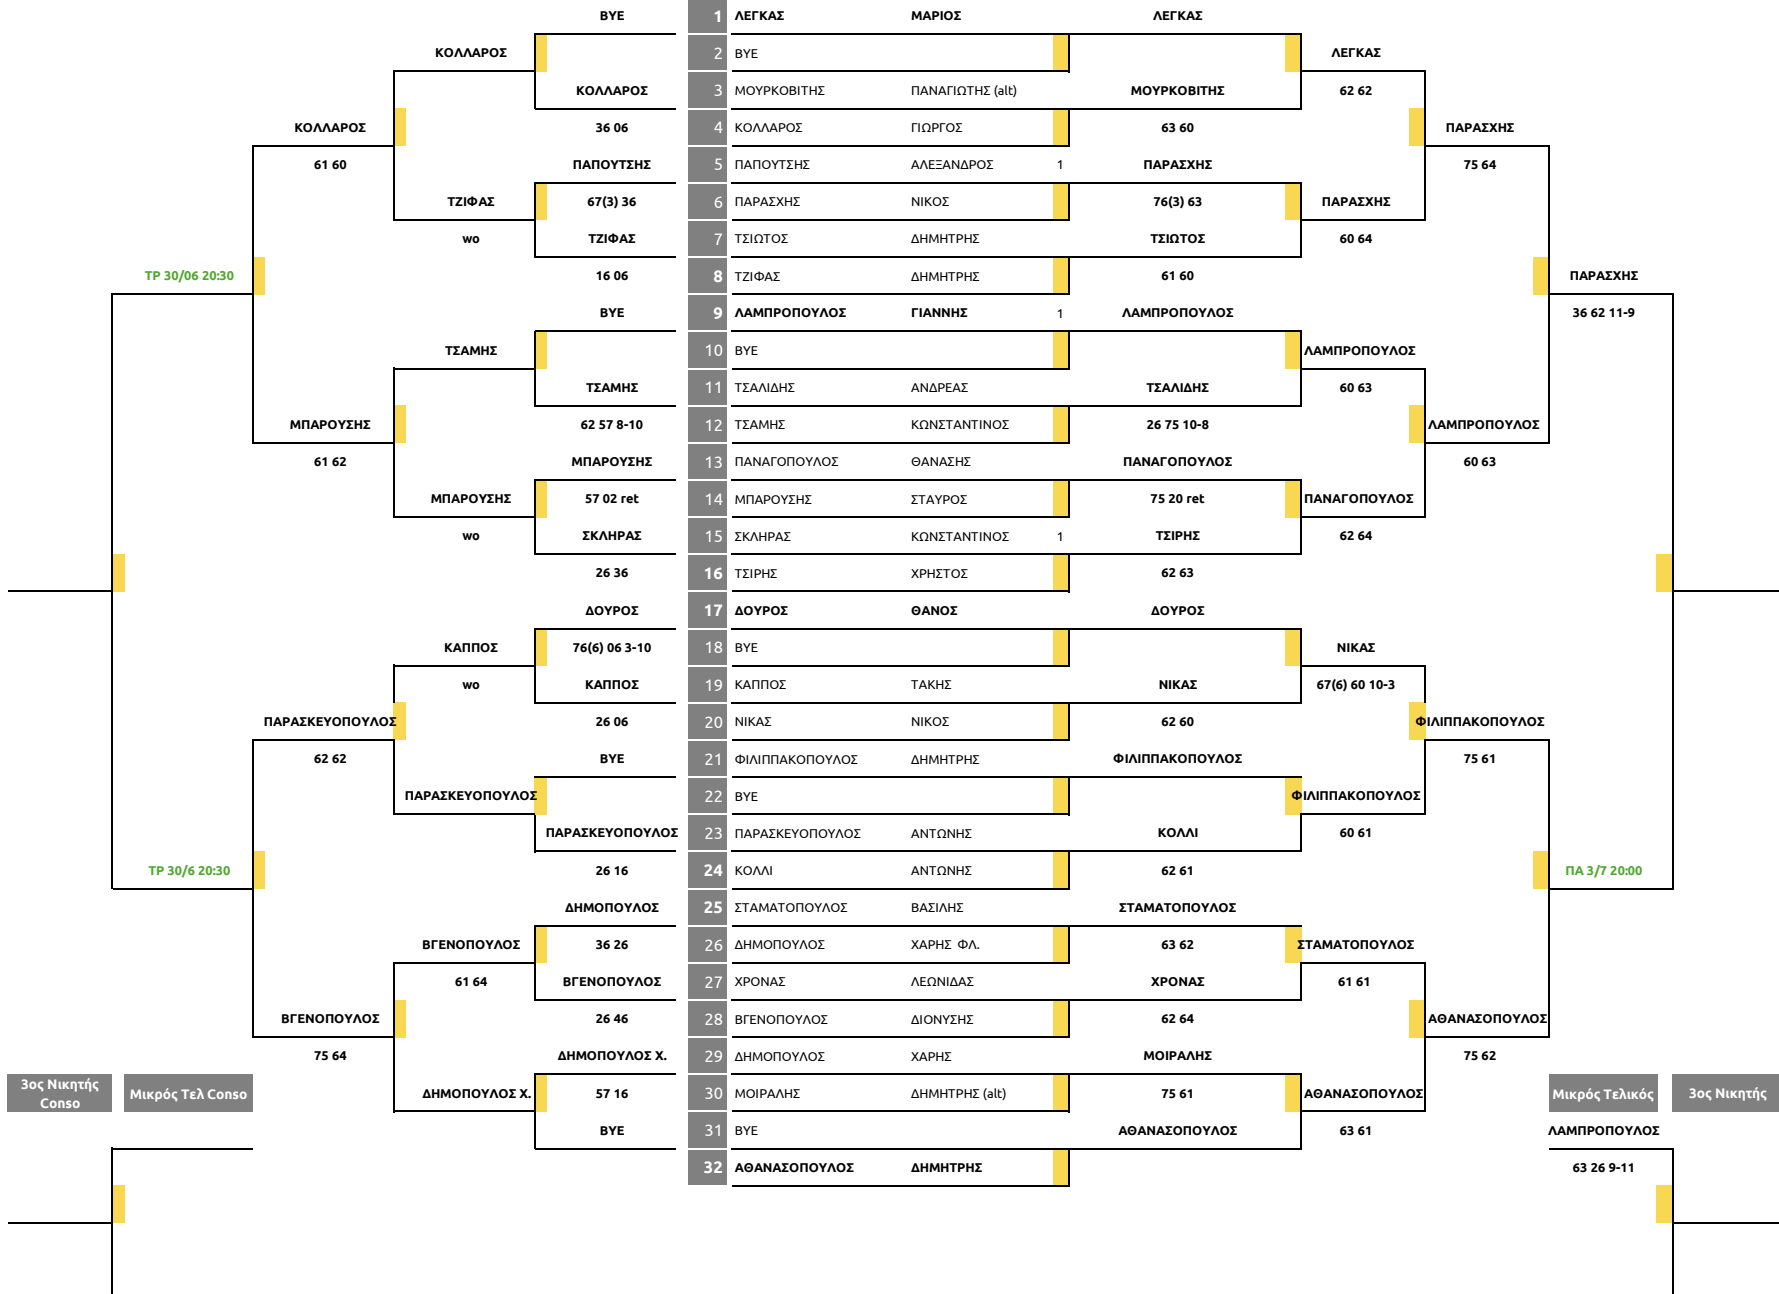 BYE 1 ΛΕΓΚΑΣ ΜΑΡΙΟΣ ΛΕΓΚΑΣ
ΚΟΛΛΑΡΟΣ 2 BYE ΛΕΓΚΑΣ
ΚΟΛΛΑΡΟΣ 3 ΜΟΥΡΚΟΒΙΤΗΣ ΠΑΝΑΓΙΩΤΗΣ (alt) ΜΟΥΡΚΟΒΙΤΗΣ 62 62
ΚΟΛΛΑΡΟΣ 36 06 4 ΚΟΛΛΑΡΟΣ ΓΙΩΡΓΟΣ 63 60 ΠΑΡΑΣΧΗΣ
61 60 ΠΑΠΟΥΤΣΗΣ 5 ΠΑΠΟΥΤΣΗΣ ΑΛΕΞΑΝΔΡΟΣ 1 ΠΑΡΑΣΧΗΣ 75 64
ΤΖΙΦΑΣ 67(3) 36 6 ΠΑΡΑΣΧΗΣ ΝΙΚΟΣ 76(3) 63 ΠΑΡΑΣΧΗΣ
wo ΤΖΙΦΑΣ 7 ΤΣΙΩΤΟΣ ΔΗΜΗΤΡΗΣ ΤΣΙΩΤΟΣ 60 64
ΤΡ 30/06 20:30 16 06 8 ΤΖΙΦΑΣ ΔΗΜΗΤΡΗΣ 61 60 ΠΑΡΑΣΧΗΣ
BYE 9 ΛΑΜΠΡΟΠΟΥΛΟΣ ΓΙΑΝΝΗΣ 1 ΛΑΜΠΡΟΠΟΥΛΟΣ 36 62 11-9
ΤΣΑΜΗΣ 10 BYE ΛΑΜΠΡΟΠΟΥΛΟΣ
ΤΣΑΜΗΣ 11 ΤΣΑΛΙΔΗΣ ΑΝΔΡΕΑΣ ΤΣΑΛΙΔΗΣ 60 63
ΜΠΑΡΟΥΣΗΣ 62 57 8-10 12 ΤΣΑΜΗΣ ΚΩΝΣΤΑΝΤΙΝΟΣ 26 75 10-8 ΛΑΜΠΡΟΠΟΥΛΟΣ
61 62 ΜΠΑΡΟΥΣΗΣ 13 ΠΑΝΑΓΟΠΟΥΛΟΣ ΘΑΝΑΣΗΣ ΠΑΝΑΓΟΠΟΥΛΟΣ 60 63
ΜΠΑΡΟΥΣΗΣ 57 02 ret 14 ΜΠΑΡΟΥΣΗΣ ΣΤΑΥΡΟΣ 75 20 ret ΠΑΝΑΓΟΠΟΥΛΟΣ
wo ΣΚΛΗΡΑΣ 15 ΣΚΛΗΡΑΣ ΚΩΝΣΤΑΝΤΙΝΟΣ 1 ΤΣΙΡΗΣ 62 64
26 36 16 ΤΣΙΡΗΣ ΧΡΗΣΤΟΣ 62 63
ΔΟΥΡΟΣ 17 ΔΟΥΡΟΣ ΘΑΝΟΣ ΔΟΥΡΟΣ
ΚΑΠΠΟΣ 76(6) 06 3-10 18 BYE ΝΙΚΑΣ
wo ΚΑΠΠΟΣ 19 ΚΑΠΠΟΣ ΤΑΚΗΣ ΝΙΚΑΣ 67(6) 60 10-3
ΠΑΡΑΣΚΕΥΟΠΟΥΛΟΣ 26 06 20 ΝΙΚΑΣ ΝΙΚΟΣ 62 60 ΦΙΛΙΠΠΑΚΟΠΟΥΛΟΣ
62 62 BYE 21 ΦΙΛΙΠΠΑΚΟΠΟΥΛΟΣ ΔΗΜΗΤΡΗΣ ΦΙΛΙΠΠΑΚΟΠΟΥΛΟΣ 75 61
ΠΑΡΑΣΚΕΥΟΠΟΥΛΟΣ 22 BYE ΦΙΛΙΠΠΑΚΟΠΟΥΛΟΣ
ΠΑΡΑΣΚΕΥΟΠΟΥΛΟΣ 23 ΠΑΡΑΣΚΕΥΟΠΟΥΛΟΣ ΑΝΤΩΝΗΣ ΚΟΛΛΙ 60 61
ΤΡ 30/6 20:30 26 16 24 ΚΟΛΛΙ ΑΝΤΩΝΗΣ 62 61 ΠΑ 3/7 20:00
ΔΗΜΟΠΟΥΛΟΣ 25 ΣΤΑΜΑΤΟΠΟΥΛΟΣ ΒΑΣΙΛΗΣ ΣΤΑΜΑΤΟΠΟΥΛΟΣ
ΒΓΕΝΟΠΟΥΛΟΣ 36 26 26 ΔΗΜΟΠΟΥΛΟΣ ΧΑΡΗΣ ΦΛ. 63 62 ΣΤΑΜΑΤΟΠΟΥΛΟΣ
61 64 ΒΓΕΝΟΠΟΥΛΟΣ 27 ΧΡΟΝΑΣ ΛΕΩΝΙΔΑΣ ΧΡΟΝΑΣ 61 61
ΒΓΕΝΟΠΟΥΛΟΣ 26 46 28 ΒΓΕΝΟΠΟΥΛΟΣ ΔΙΟΝΥΣΗΣ 62 64 ΑΘΑΝΑΣΟΠΟΥΛΟΣ
75 64 ΔΗΜΟΠΟΥΛΟΣ Χ. 29 ΔΗΜΟΠΟΥΛΟΣ ΧΑΡΗΣ ΜΟΙΡΑΛΗΣ 75 62
3ος Νικητής
Conso
Μικρός Τελ Conso ΔΗΜΟΠΟΥΛΟΣ Χ. 57 16 30 ΜΟΙΡΑΛΗΣ ΔΗΜΗΤΡΗΣ (alt) 75 61 ΑΘΑΝΑΣΟΠΟΥΛΟΣ Μικρός Τελικός 3ος Νικητής
BYE 31 BYE ΑΘΑΝΑΣΟΠΟΥΛΟΣ 63 61 ΛΑΜΠΡΟΠΟΥΛΟΣ
32 ΑΘΑΝΑΣΟΠΟΥΛΟΣ ΔΗΜΗΤΡΗΣ 63 26 9-11